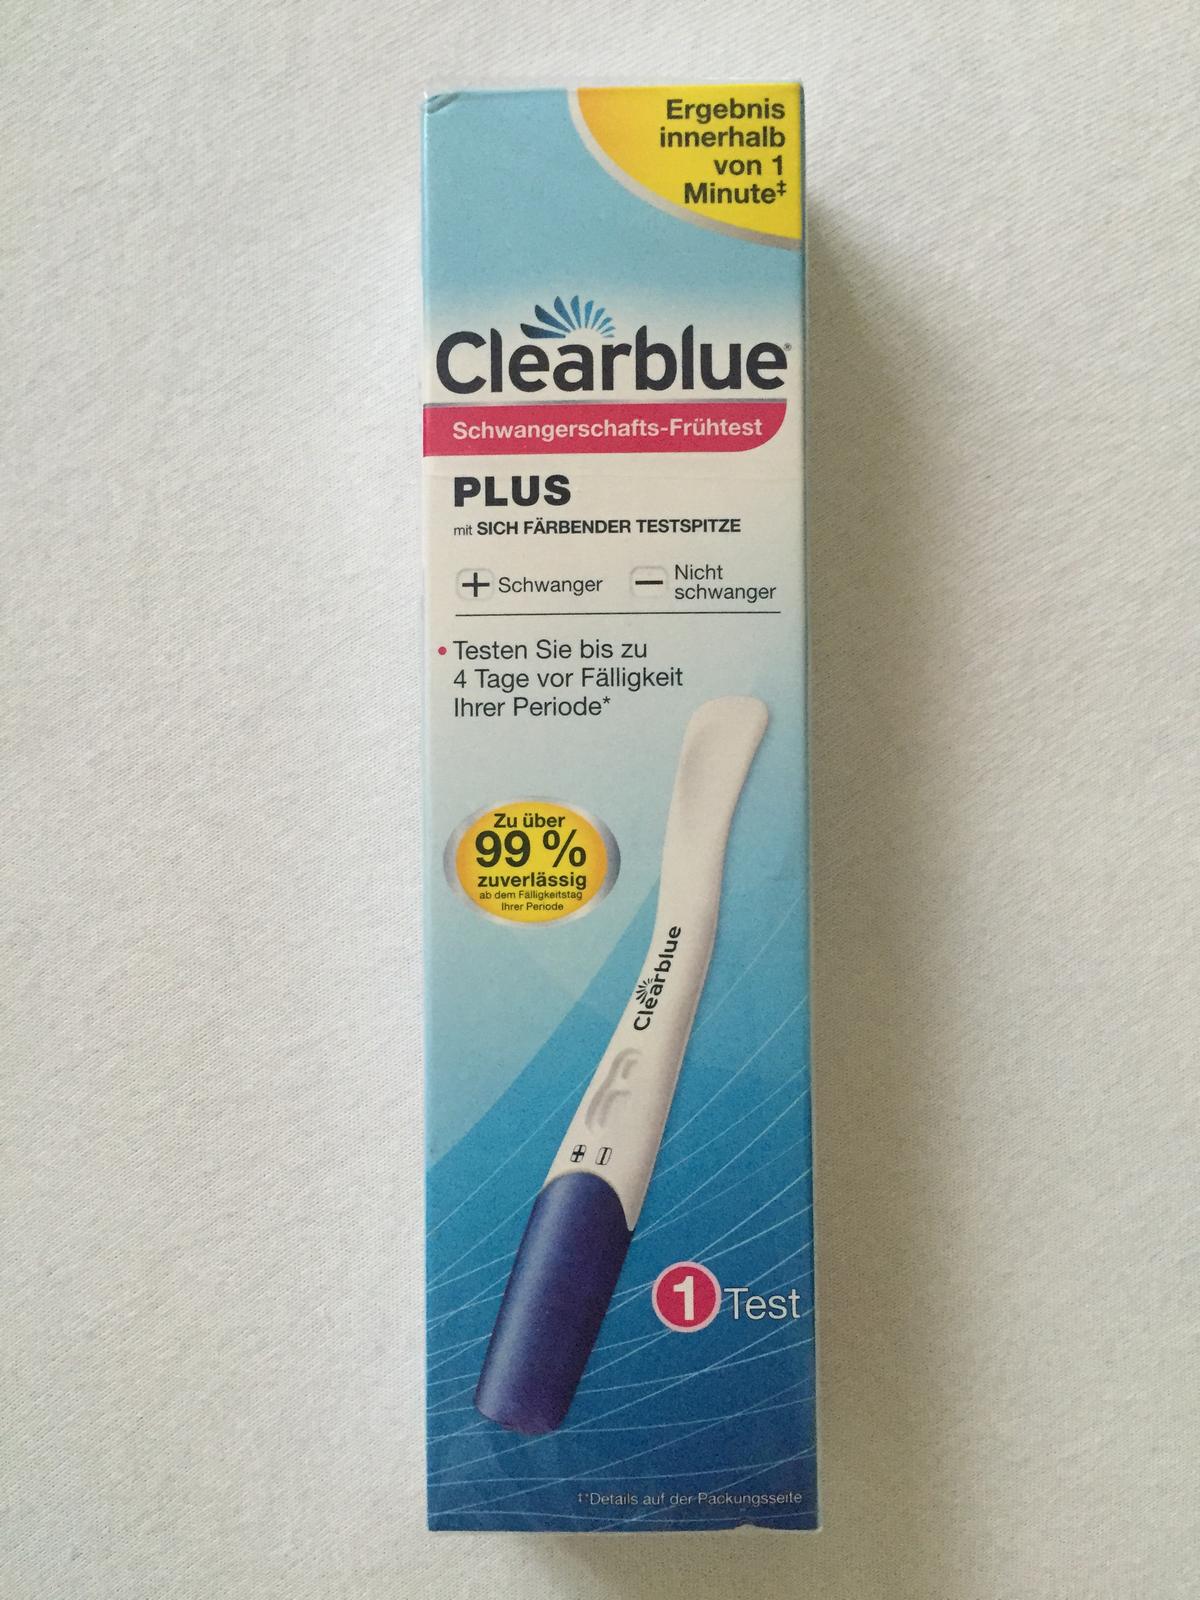 Ergebnis
innerhalb
von 1
Minute‡
Clearblue®
Schwangerschafts-Frühtest
PLUS
mit SICH FÄRBENDER TESTSPITZE
+ Schwanger
− Nicht
schwanger
• Testen Sie bis zu
4 Tage vor Fälligkeit
Ihrer Periode*
Zu über
99 %
zuverlässig
ab dem Fälligkeitstag
Ihrer Periode
Clearblue
+ |
1 Test
‡*Details auf der Packungsseite